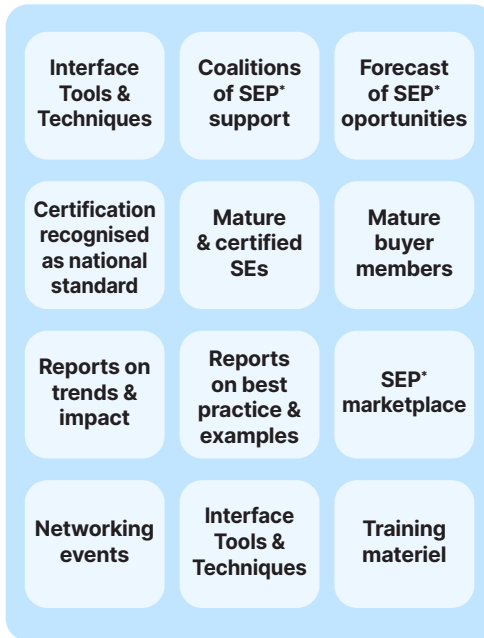 Interface
Tools &
Techniques
Coalitions
of SEP*
support
Forecast
of SEP*
oportunities
Certification
recognised
as national
standard
Mature
& certified
SEs
Mature
buyer
members
Reports on
trends &
impact
Reports
on best
practice &
examples
SEP*
marketplace
Networking
events
Interface
Tools &
Techniques
Training
materiel